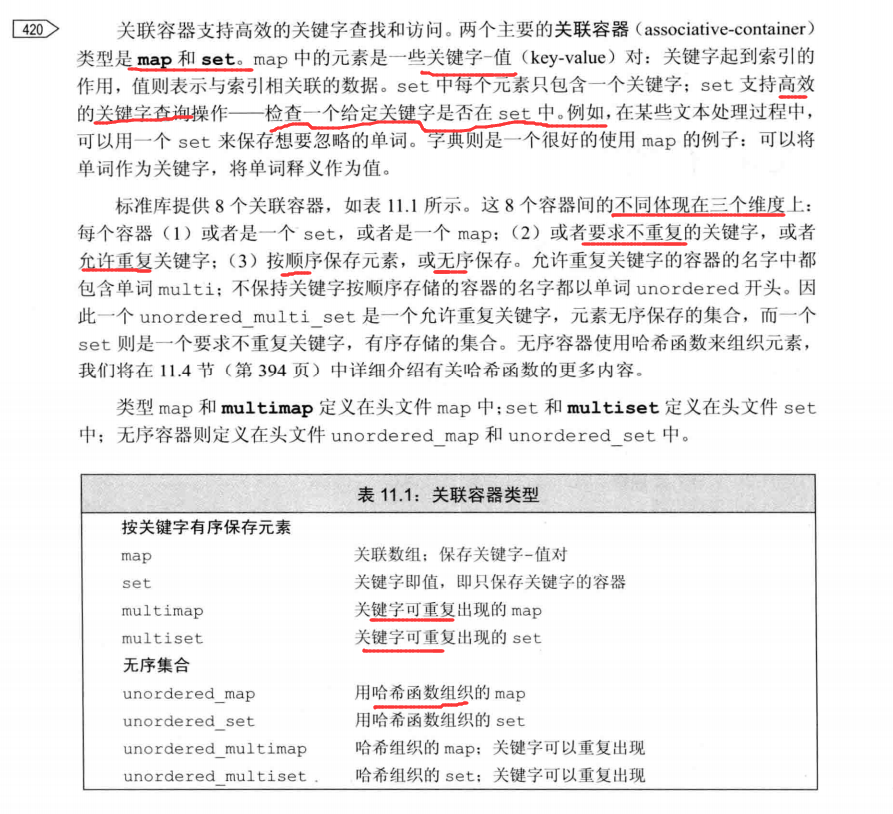 420
关联容器支持高效的关键字查找和访问。两个主要的关联容器（associative-container）
类型是 map 和 set。map 中的元素是一些关键字-值（key-value）对：关键字起到索引的
作用，值则表示与索引相关联的数据。set 中每个元素只包含一个关键字；set 支持高效
的关键字查询操作——检查一个给定关键字是否在 set 中。例如，在某些文本处理过程中，
可以用一个 set 来保存想要忽略的单词。字典则是一个很好的使用 map 的例子：可以将
单词作为关键字，将单词释义作为值。
标准库提供 8 个关联容器，如表 11.1 所示。这 8 个容器间的不同体现在三个维度上：
每个容器（1）或者是一个 set，或者是一个 map；（2）或者要求不重复的关键字，或者
允许重复关键字；（3）按顺序保存元素，或无序保存。允许重复关键字的容器的名字中都
包含单词 multi；不保持关键字按顺序存储的容器的名字都以单词 unordered 开头。因
此一个 unordered_multi_set 是一个允许重复关键字，元素无序保存的集合，而一个
set 则是一个要求不重复关键字，有序存储的集合。无序容器使用哈希函数来组织元素，
我们将在 11.4 节（第 394 页）中详细介绍有关哈希函数的更多内容。
类型 map 和 multimap 定义在头文件 map 中；set 和 multiset 定义在头文件 set
中；无序容器则定义在头文件 unordered_map 和 unordered_set 中。
表 11.1：关联容器类型
按关键字有序保存元素
map 关联数组；保存关键字-值对
set 关键字即值，即只保存关键字的容器
multimap 关键字可重复出现的 map
multiset 关键字可重复出现的 set
无序集合
unordered_map 用哈希函数组织的 map
unordered_set 用哈希函数组织的 set
unordered_multimap 哈希组织的 map；关键字可以重复出现
unordered_multiset 哈希组织的 set；关键字可以重复出现